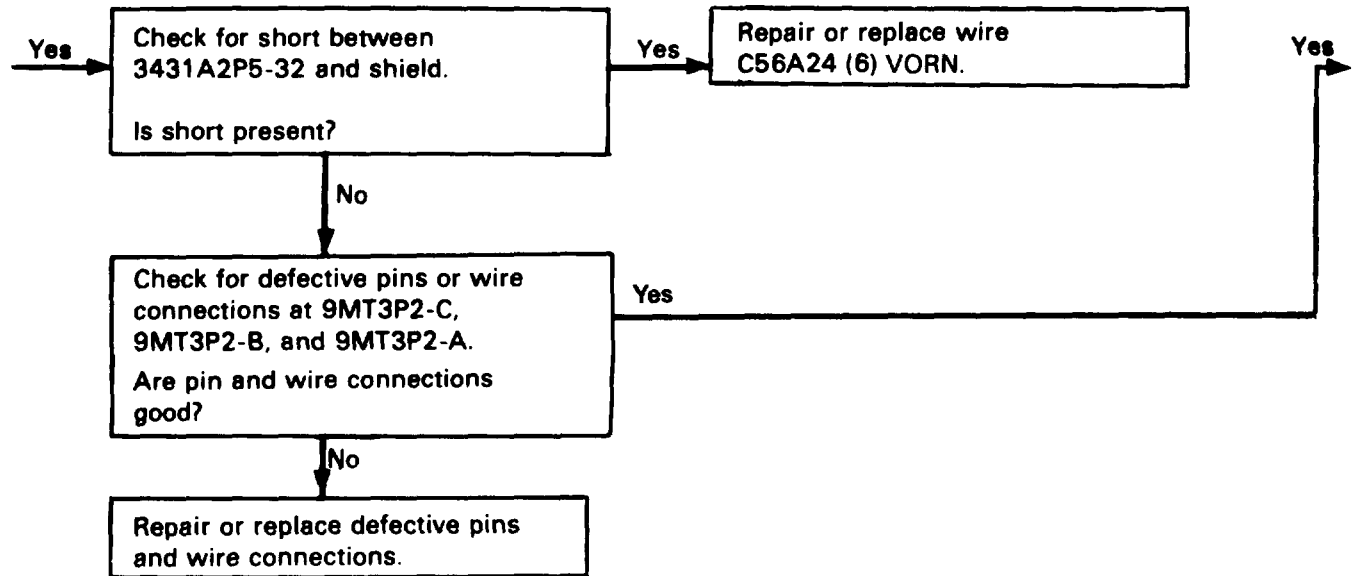 Yes
Check for short between
3431A2P5-32 and shield.
Is short present?
Yes
Repair or replace wire
C56A24 (6) VORN.
Yes
No
Check for defective pins or wire
connections at 9MT3P2-C,
9MT3P2-B, and 9MT3P2-A.
Are pin and wire connections
good?
Yes
No
Repair or replace defective pins
and wire connections.